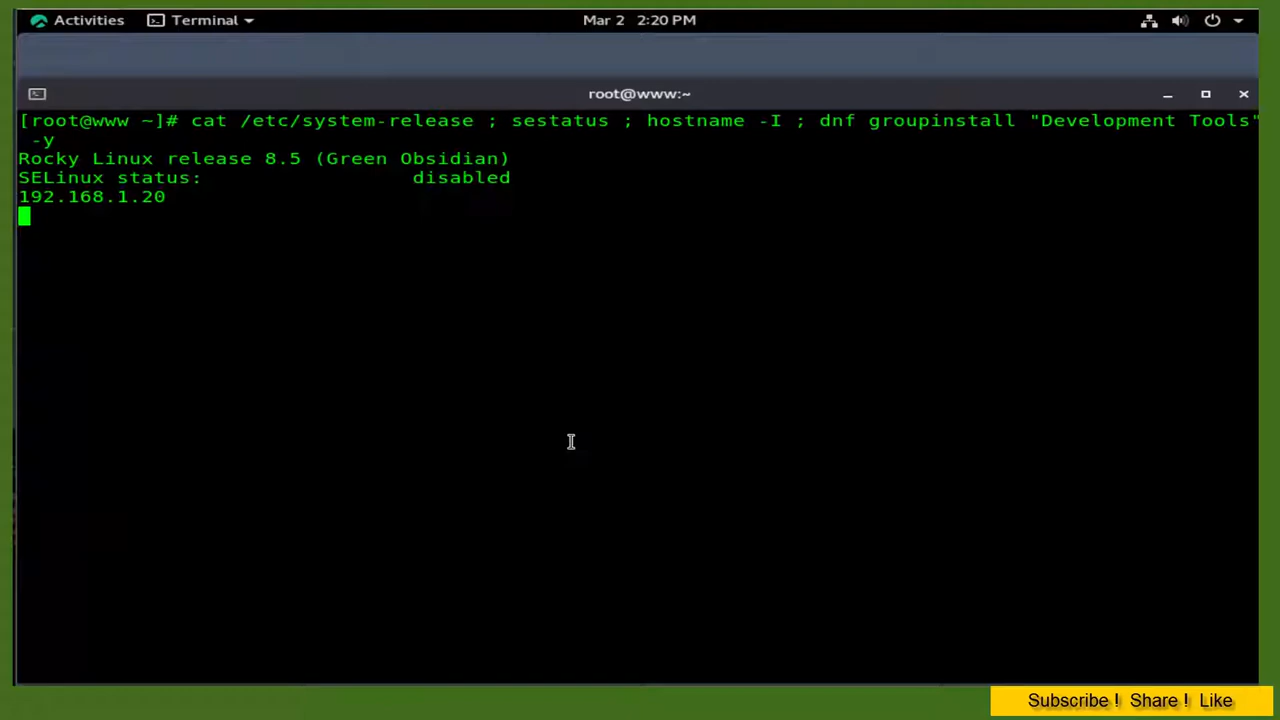 Activities Terminal Mar 2 2:20 PM
root@www:~
[root@www ~]# cat /etc/system-release ; sestatus ; hostname -I ; dnf groupinstall "Development Tools"
-y
Rocky Linux release 8.5 (Green Obsidian)
SELinux status: disabled
192.168.1.20
Subscribe ! Share ! Like